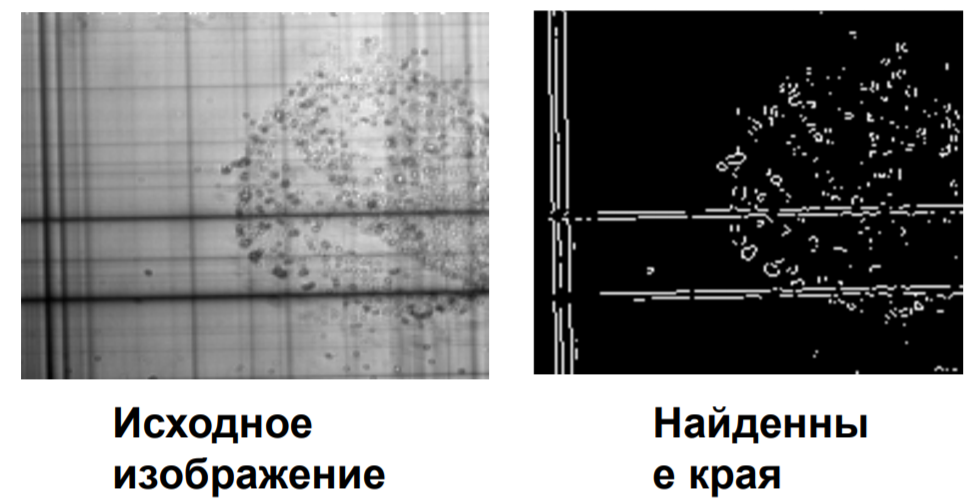 Исходное
изображение
Найденны
е края